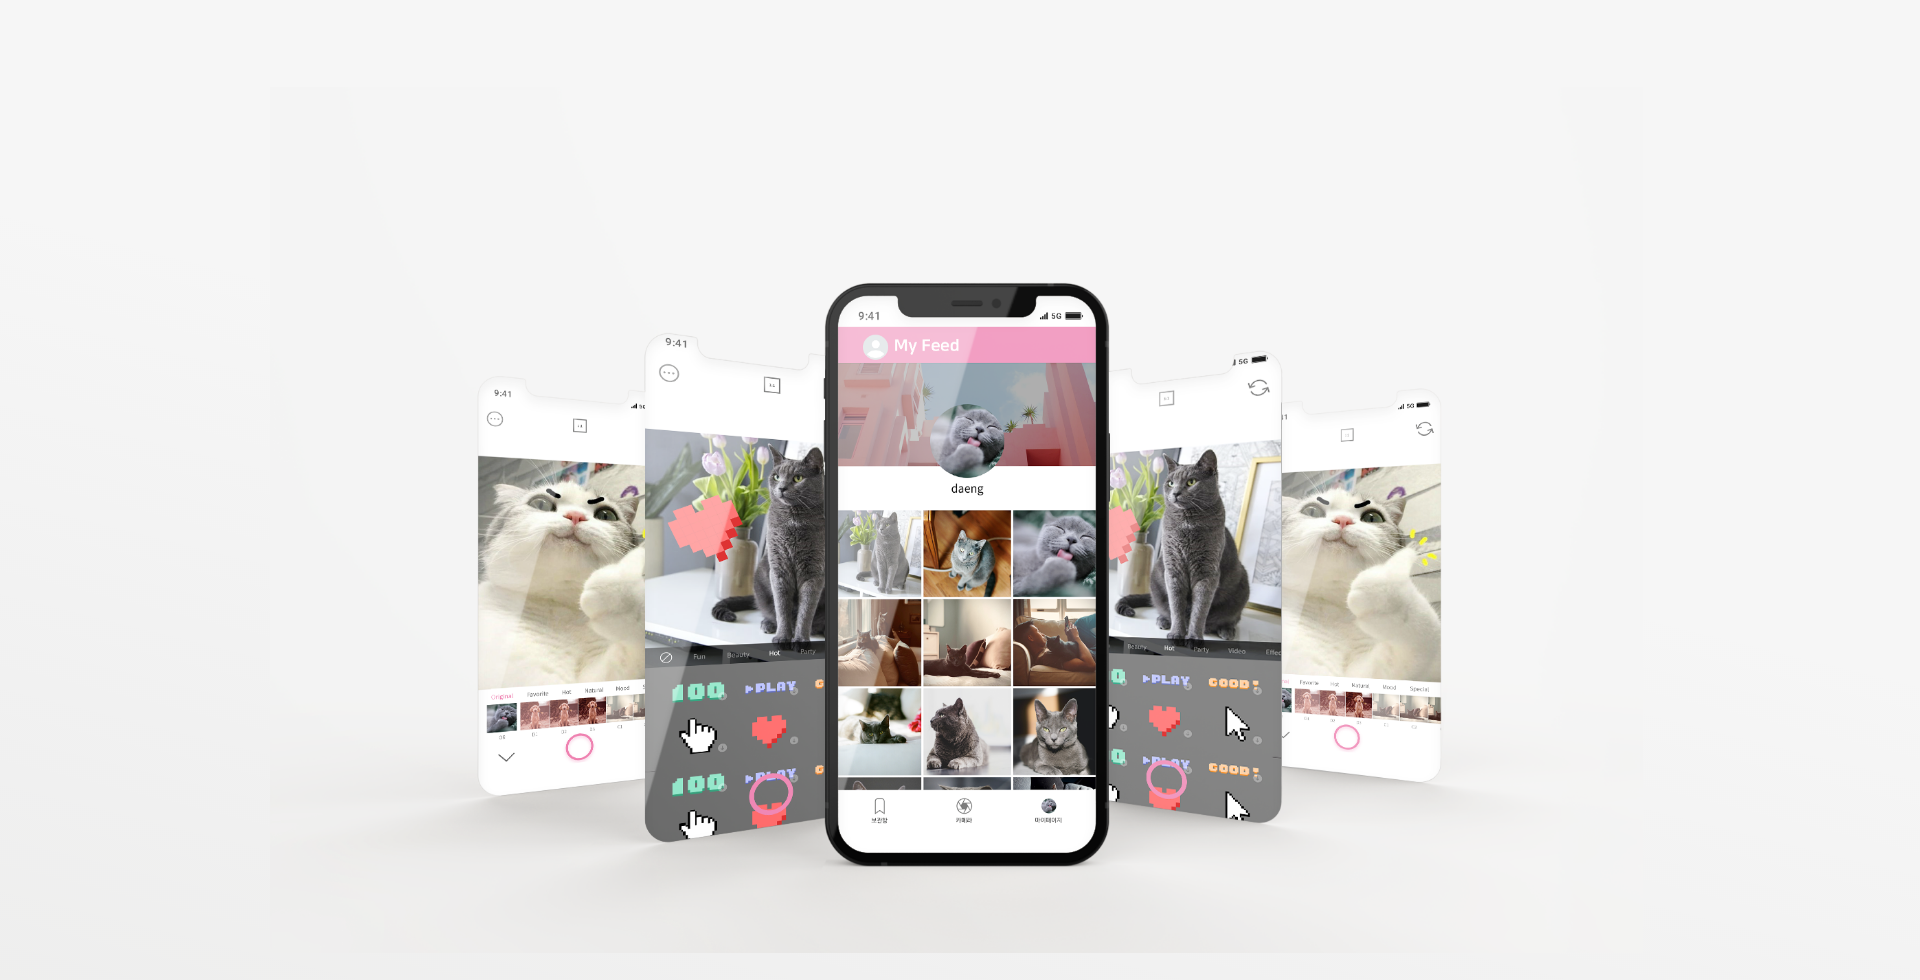 9:41
5G
Original Favorite Hot Natural Mood
9:41
Fun Beauty Hot Party
100 PLAY
100 PLAY
9:41
5G
My Feed
daeng
보관함 카메라 마이페이지
5G
Beauty Hot Party Video Effec
PLAY GOOD!
PLAY GOOD!
5G
Favorite Hot Natural Mood Special